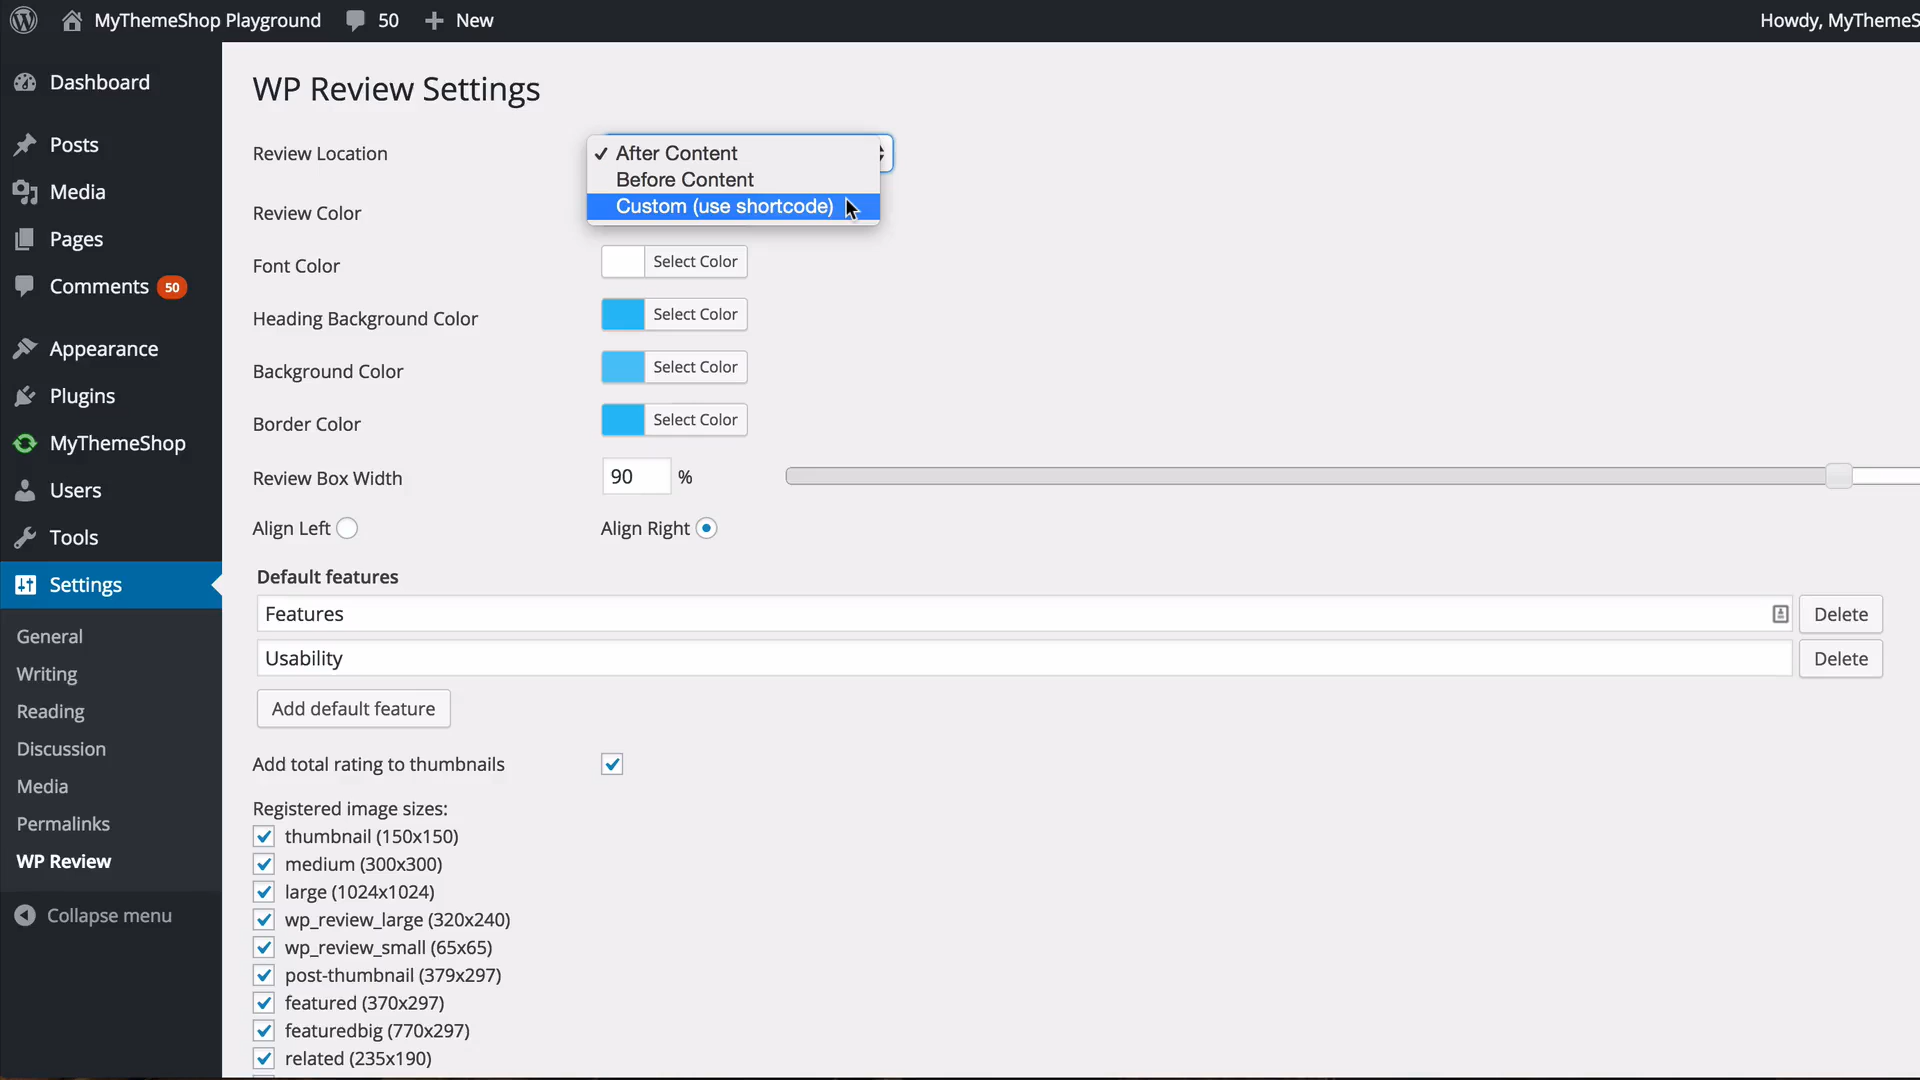 MyThemeShop Playground 50 New Howdy, MyThemeS
Dashboard
Posts
Media
Pages
Comments 50
Appearance
Plugins
MyThemeShop
Users
Tools
Settings
General
Writing
Reading
Discussion
Media
Permalinks
WP Review
Collapse menu
WP Review Settings
Review Location
After Content
Before Content
Custom (use shortcode)
Review Color
Font Color Select Color
Heading Background Color Select Color
Background Color Select Color
Border Color Select Color
Review Box Width 90 %
Align Left Align Right
Default features
Features Delete
Usability Delete
Add default feature
Add total rating to thumbnails
Registered image sizes:
thumbnail (150x150)
medium (300x300)
large (1024x1024)
wp_review_large (320x240)
wp_review_small (65x65)
post-thumbnail (379x297)
featured (370x297)
featuredbig (770x297)
related (235x190)